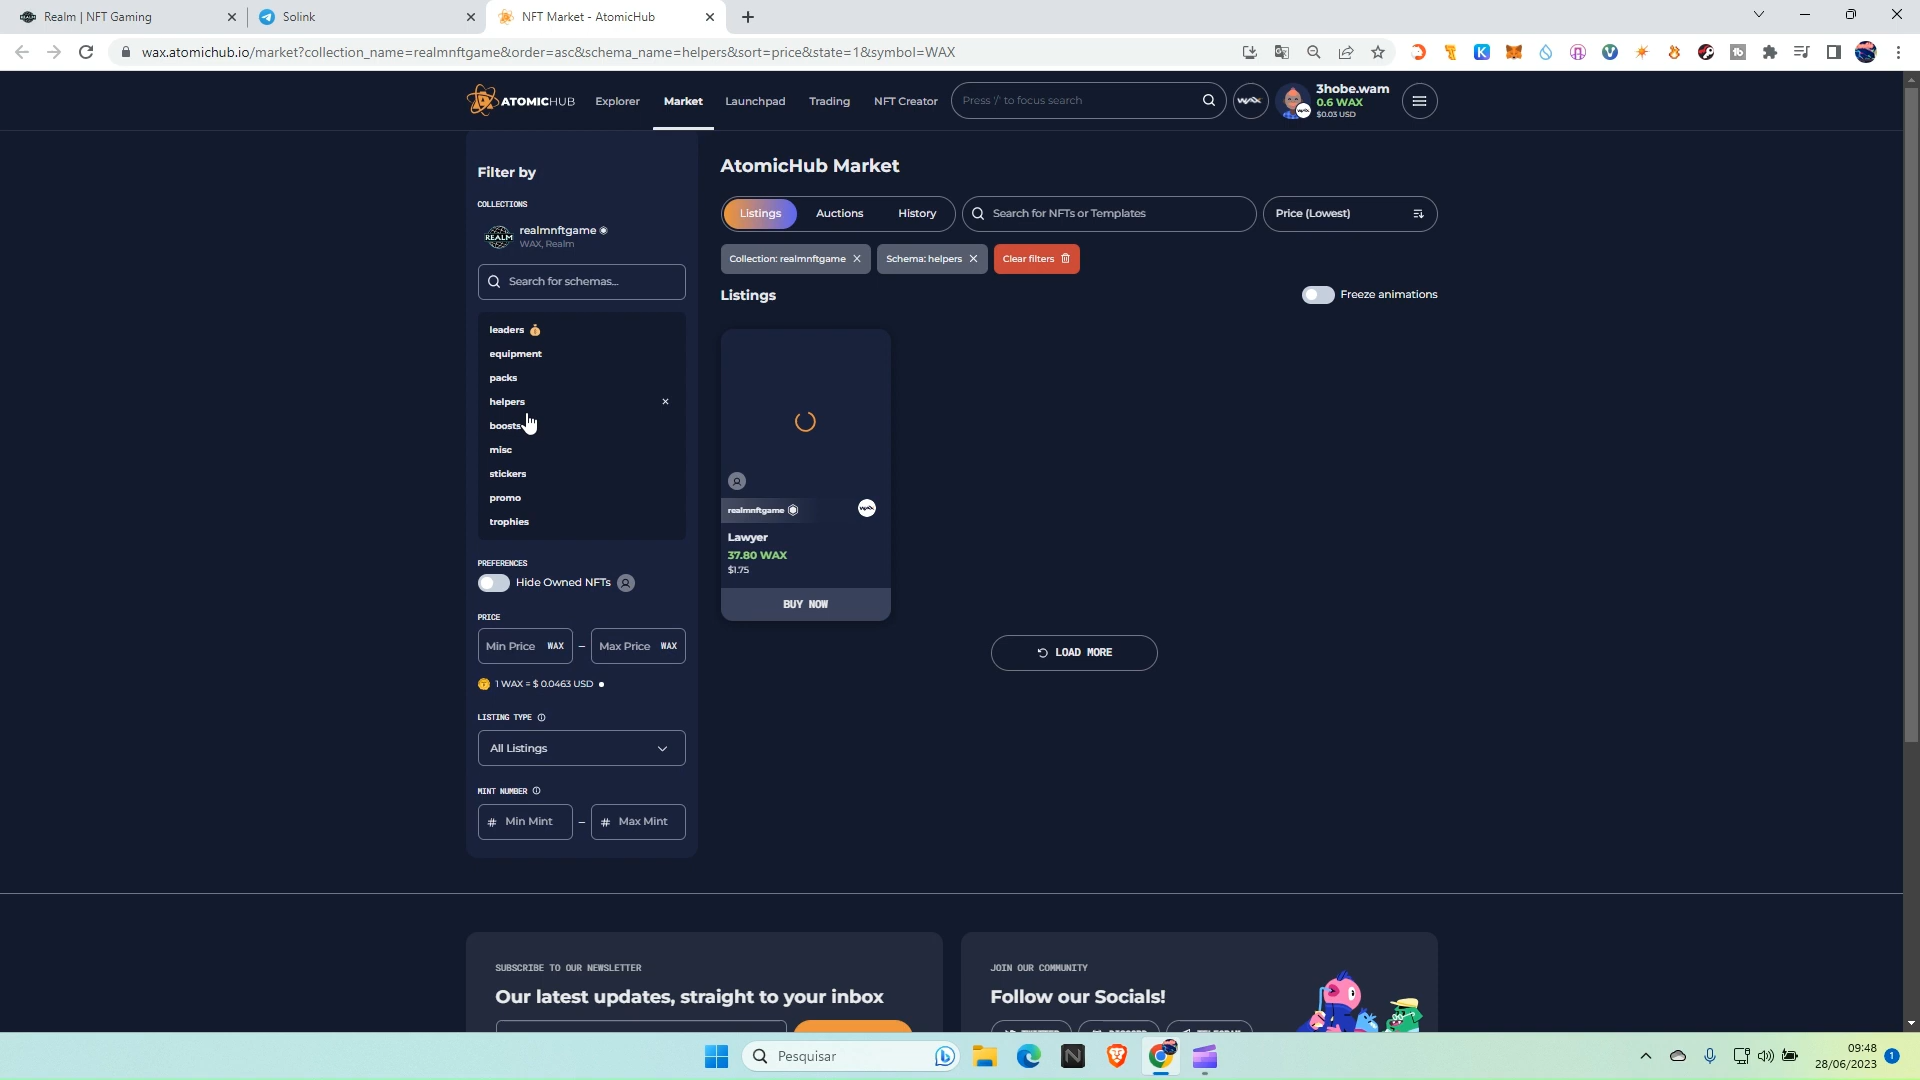 Realm | NFT Gaming
Solink
NFT Market - AtomicHub
wax.atomichub.io/market?collection_name=realmnftgame&order=asc&schema_name=helpers&sort=price&state=1&symbol=WAX
ATOMICHUB
Explorer
Market
Launchpad
Trading
NFT Creator
Press '/' to focus search
3hobe.wam
0.6 WAX
$0.03 USD
Filter by
COLLECTIONS
REALM
realmnftgame
WAX, Realm
Search for schemas...
leaders
equipment
packs
helpers
boosts
misc
stickers
promo
trophies
PREFERENCES
Hide Owned NFTs
PRICE
Min Price WAX – Max Price WAX
1 WAX = $ 0.0463 USD
LISTING TYPE
All Listings
MINT NUMBER
# Min Mint – # Max Mint
AtomicHub Market
Listings
Auctions
History
Search for NFTs or Templates
Price (Lowest)
Collection: realmnftgame
Schema: helpers
Clear filters
Listings
Freeze animations
realmnftgame
Lawyer
37.80 WAX
$1.75
BUY NOW
LOAD MORE
SUBSCRIBE TO OUR NEWSLETTER
Our latest updates, straight to your inbox
JOIN OUR COMMUNITY
Follow our Socials!
TWITTER
DISCORD
TELEGRAM
Pesquisar
09:48
28/06/2023
1